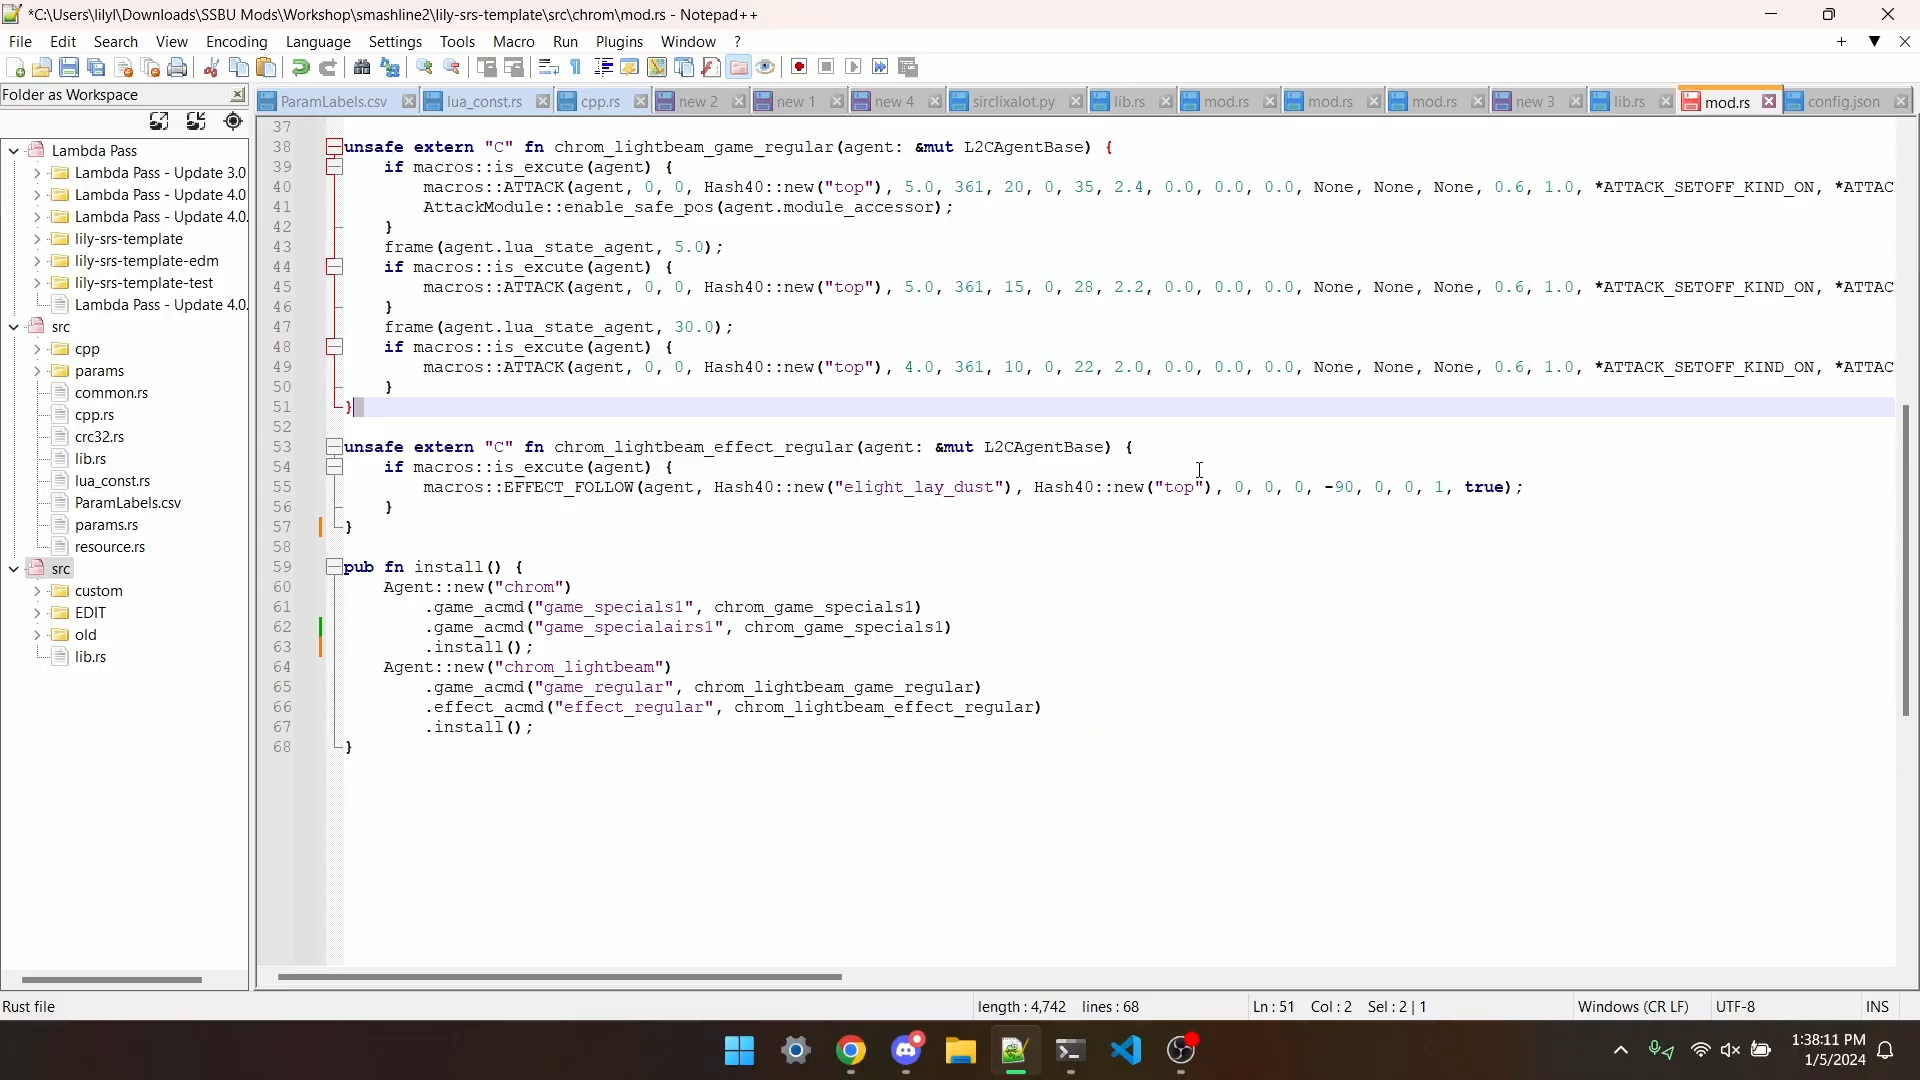 *C:\Users\lilyl\Downloads\SSBU Mods\Workshop\smashline2\lily-srs-template\src\chrom\mod.rs - Notepad++
File Edit Search View Encoding Language Settings Tools Macro Run Plugins Window ?
Folder as Workspace
ParamLabels.csv lua_const.rs cpp.rs new 2 new 1 new 4 sirclixalot.py lib.rs mod.rs mod.rs mod.rs new 3 lib.rs mod.rs config.json
Lambda Pass
Lambda Pass - Update 3.0
Lambda Pass - Update 4.0
Lambda Pass - Update 4.0.
lily-srs-template
lily-srs-template-edm
lily-srs-template-test
Lambda Pass - Update 4.0.
src
cpp
params
common.rs
cpp.rs
crc32.rs
lib.rs
lua_const.rs
ParamLabels.csv
params.rs
resource.rs
src
custom
EDIT
old
lib.rs
37
38 unsafe extern "C" fn chrom_lightbeam_game_regular(agent: &mut L2CAgentBase) {
39 if macros::is_excute(agent) {
40 macros::ATTACK(agent, 0, 0, Hash40::new("top"), 5.0, 361, 20, 0, 35, 2.4, 0.0, 0.0, 0.0, None, None, None, 0.6, 1.0, *ATTACK_SETOFF_KIND_ON, *ATTAC
41 AttackModule::enable_safe_pos(agent.module_accessor);
42 }
43 frame(agent.lua_state_agent, 5.0);
44 if macros::is_excute(agent) {
45 macros::ATTACK(agent, 0, 0, Hash40::new("top"), 5.0, 361, 15, 0, 28, 2.2, 0.0, 0.0, 0.0, None, None, None, 0.6, 1.0, *ATTACK_SETOFF_KIND_ON, *ATTAC
46 }
47 frame(agent.lua_state_agent, 30.0);
48 if macros::is_excute(agent) {
49 macros::ATTACK(agent, 0, 0, Hash40::new("top"), 4.0, 361, 10, 0, 22, 2.0, 0.0, 0.0, 0.0, None, None, None, 0.6, 1.0, *ATTACK_SETOFF_KIND_ON, *ATTAC
50 }
51 }
52
53 unsafe extern "C" fn chrom_lightbeam_effect_regular(agent: &mut L2CAgentBase) {
54 if macros::is_excute(agent) {
55 macros::EFFECT_FOLLOW(agent, Hash40::new("elight_lay_dust"), Hash40::new("top"), 0, 0, 0, -90, 0, 0, 1, true);
56 }
57 }
58
59 pub fn install() {
60 Agent::new("chrom")
61 .game_acmd("game_specials1", chrom_game_specials1)
62 .game_acmd("game_specialairs1", chrom_game_specials1)
63 .install();
64 Agent::new("chrom_lightbeam")
65 .game_acmd("game_regular", chrom_lightbeam_game_regular)
66 .effect_acmd("effect_regular", chrom_lightbeam_effect_regular)
67 .install();
68 }
Rust file length : 4,742 lines : 68 Ln : 51 Col : 2 Sel : 2 | 1 Windows (CR LF) UTF-8 INS
1:38:11 PM
1/5/2024